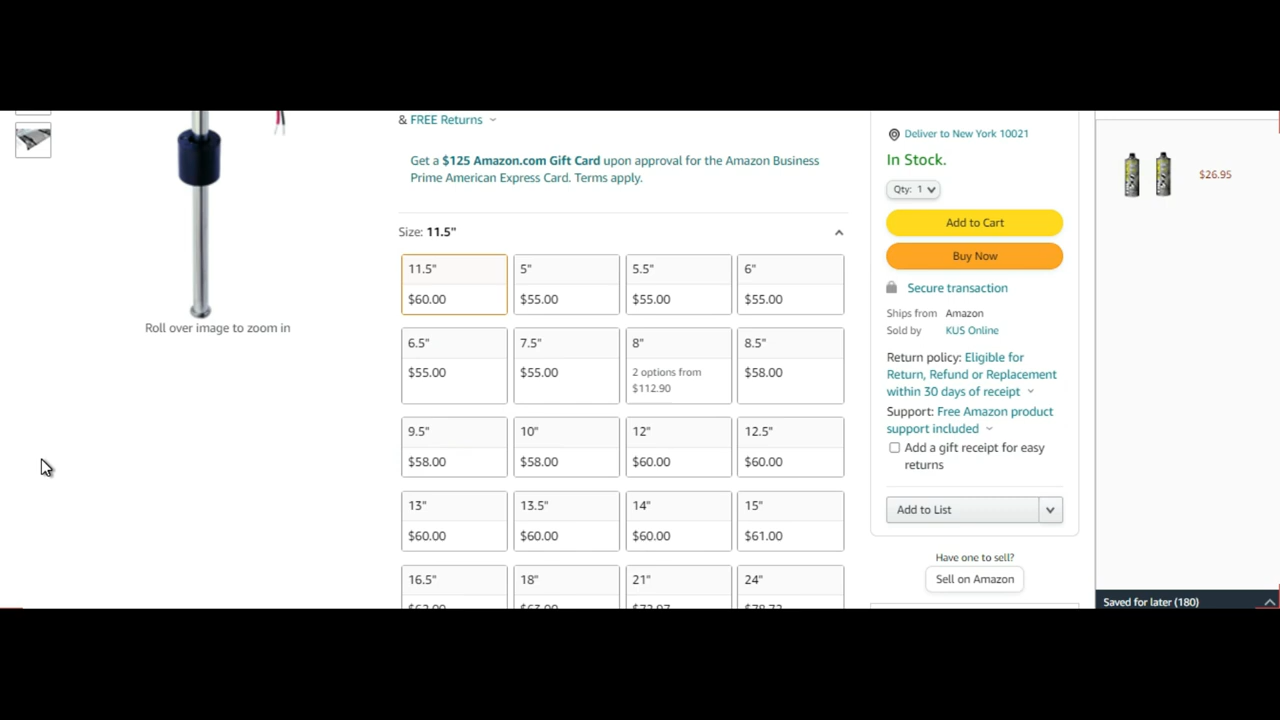 & FREE Returns
Get a $125 Amazon.com Gift Card upon approval for the Amazon Business
Prime American Express Card. Terms apply.
Roll over image to zoom in
Size: 11.5"
11.5"
$60.00
5"
$55.00
5.5"
$55.00
6"
$55.00
6.5"
$55.00
7.5"
$55.00
8"
2 options from
$112.90
8.5"
$58.00
9.5"
$58.00
10"
$58.00
12"
$60.00
12.5"
$60.00
13"
$60.00
13.5"
$60.00
14"
$60.00
15"
$61.00
16.5"
18"
21"
24"
Deliver to New York 10021
In Stock.
Qty: 1
Add to Cart
Buy Now
Secure transaction
Ships from Amazon
Sold by KUS Online
Return policy: Eligible for
Return, Refund or Replacement
within 30 days of receipt
Support: Free Amazon product
support included
Add a gift receipt for easy
returns
Add to List
Have one to sell?
Sell on Amazon
$26.95
Saved for later (180)